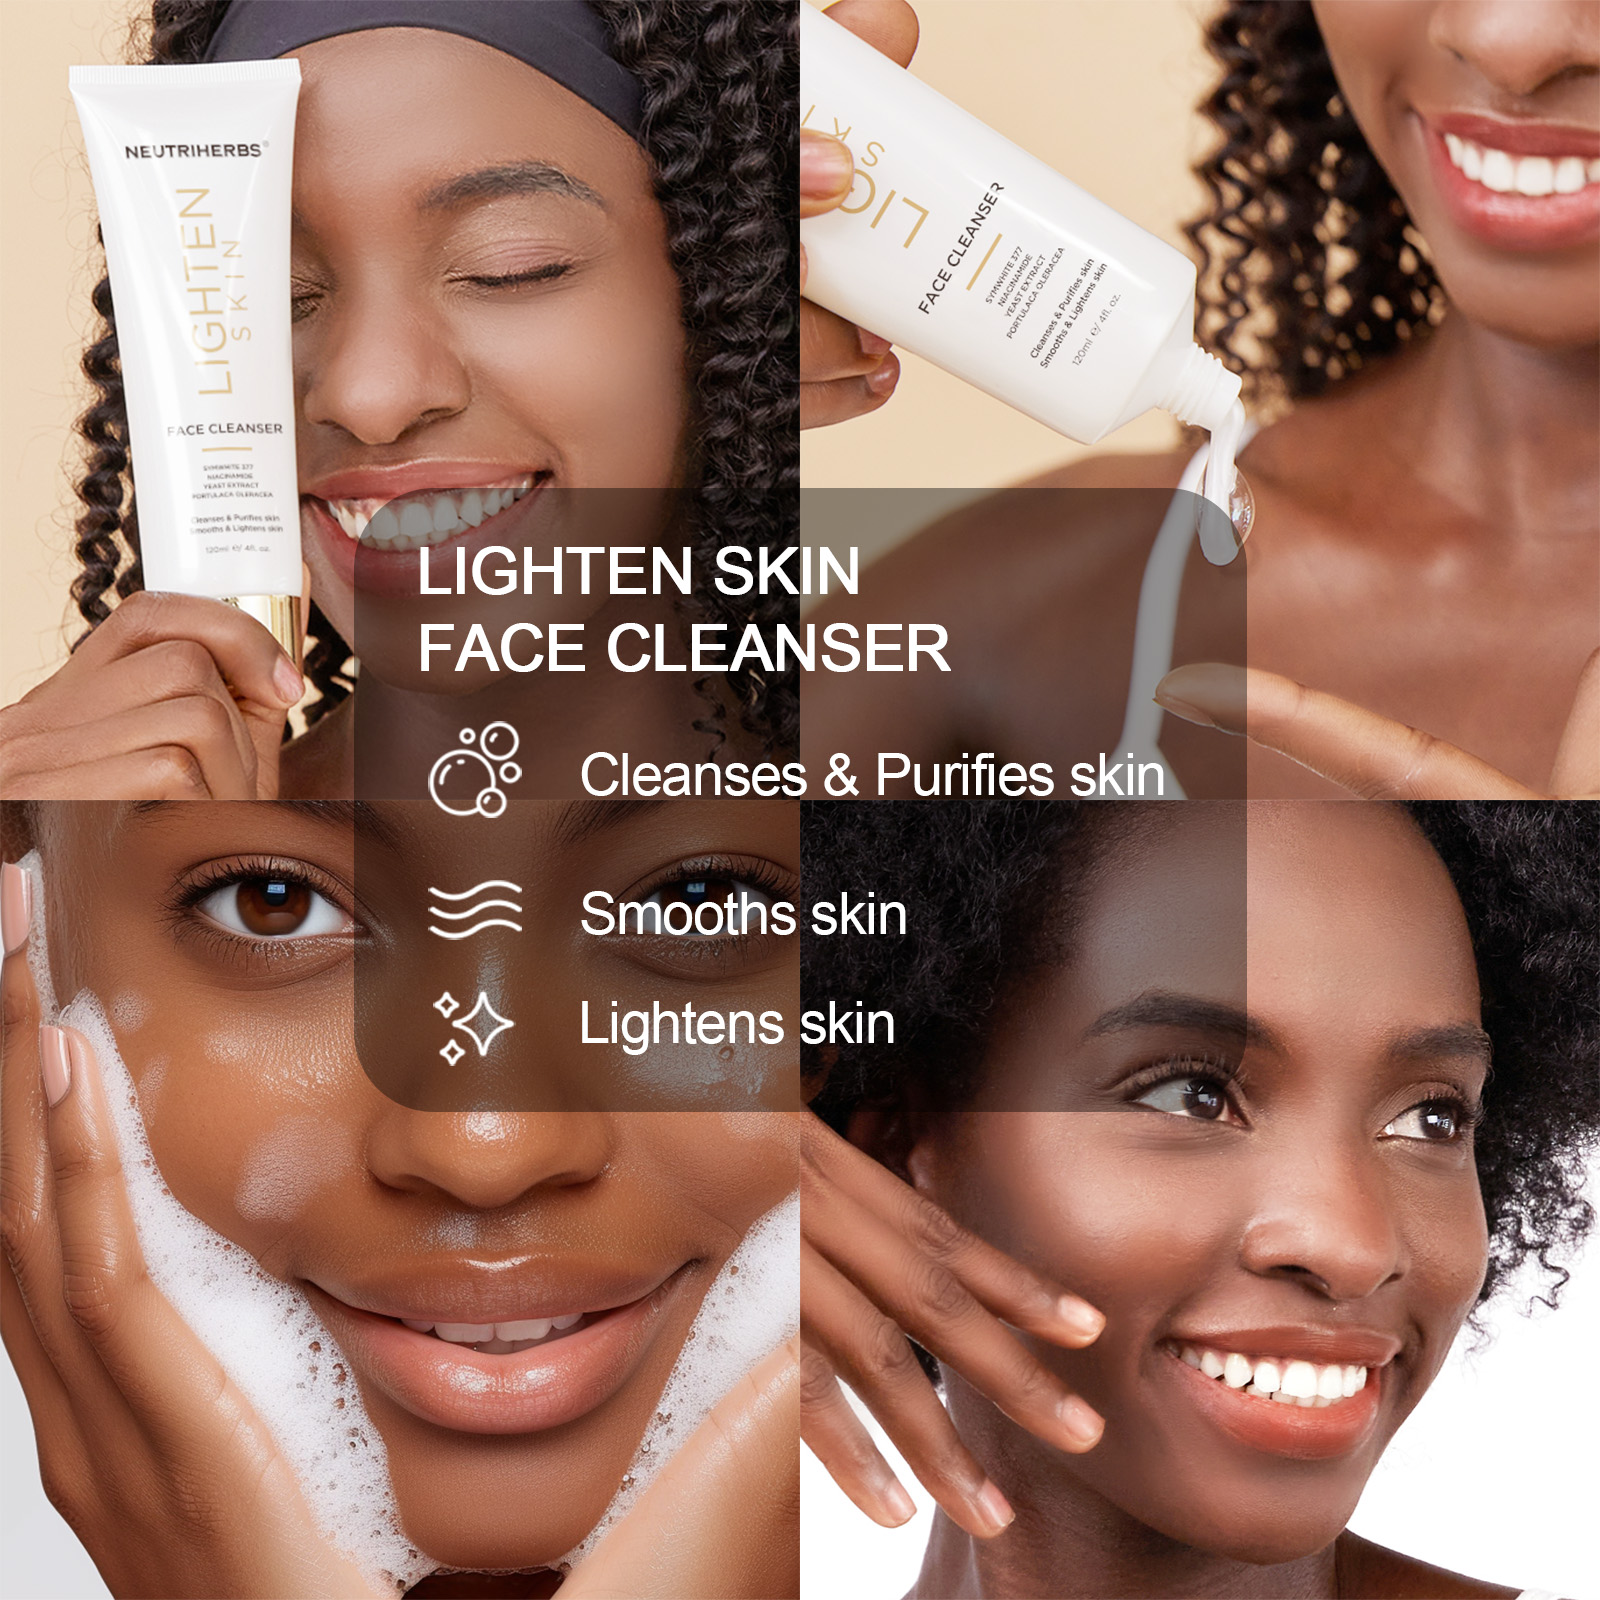 NEUTRIHERBS®
LIGHTEN
SKIN
FACE CLEANSER
SYMWHITE 377
NIACINAMIDE
YEAST EXTRACT
PORTULACA OLERACEA
Cleanses & Purifies skin
Smooths & Lightens skin
120ml ℮/ 4fl. oz.
LIG
SKI
FACE CLEANSER
SYMWHITE 377
NIACINAMIDE
YEAST EXTRACT
PORTULACA OLERACEA
Cleanses & Purifies skin
Smooths & Lightens skin
120ml ℮/ 4fl. oz.
LIGHTEN SKIN
FACE CLEANSER
Cleanses & Purifies skin
Smooths skin
Lightens skin